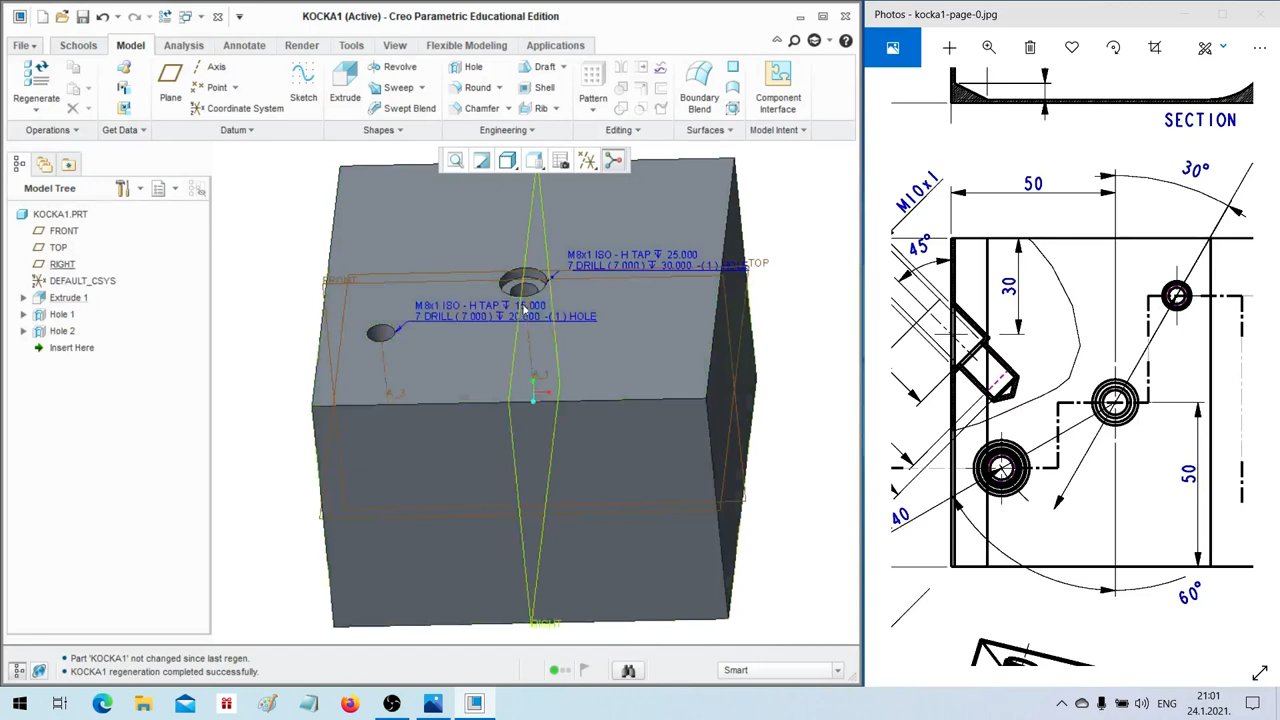 KOCKA1 (Active) - Creo Parametric Educational Edition
File
Schools
Model
Analysis
Annotate
Render
Tools
View
Flexible Modeling
Applications
Regenerate
Operations
Get Data
Plane
Axis
Point
Coordinate System
Sketch
Datum
Extrude
Revolve
Sweep
Swept Blend
Shapes
Hole
Round
Chamfer
Draft
Shell
Rib
Engineering
Pattern
Editing
Boundary
Blend
Surfaces
Component
Interface
Model Intent
Model Tree
KOCKA1.PRT
FRONT
TOP
RIGHT
DEFAULT_CSYS
Extrude 1
Hole 1
Hole 2
Insert Here
M8x1 ISO - H TAP ↧ 25.000
7 DRILL ( 7.000 ) ↧ 30.000 -( 1 ) HOLE
TOP
FRONT
M8x1 ISO - H TAP ↧ 15.000
7 DRILL ( 7.000 ) ↧ 20.000 -( 1 ) HOLE
A_1
A_3
RIGHT
• Part 'KOCKA1' not changed since last regen.
• KOCKA1 regeneration completed successfully.
Smart
Photos - kocka1-page-0.jpg
SECTION
30°
50
M10x1
45°
30
50
40
60°
ENG
21:01
24.1.2021.